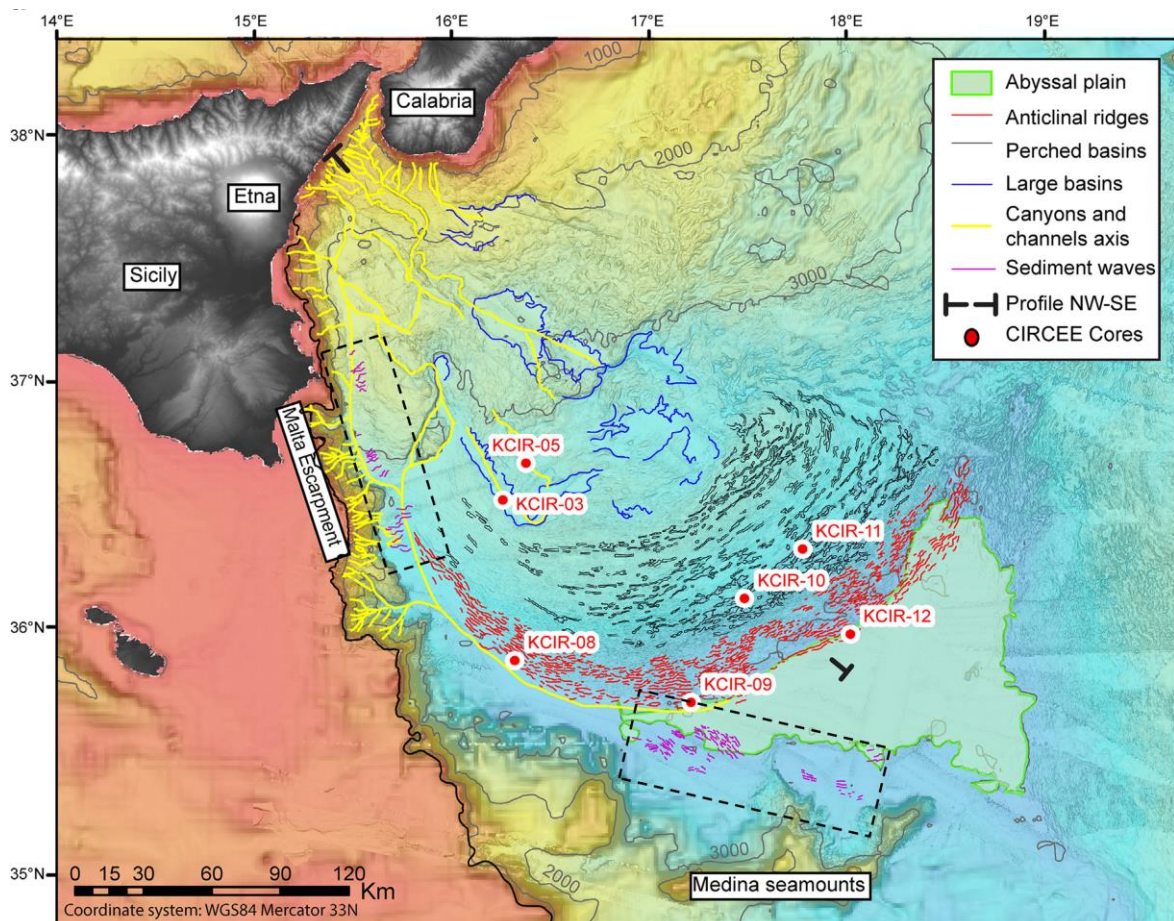 14°E 15°E 16°E 17°E 18°E 19°E
38°N
37°N
36°N
35°N
Calabria
Etna
Sicily
Malta Escarpment
1000
2000
3000
KCIR-05
KCIR-03
KCIR-11
KCIR-10
KCIR-12
KCIR-08
KCIR-09
3000
2000
Medina seamounts
Abyssal plain
Anticlinal ridges
Perched basins
Large basins
Canyons and
channels axis
Sediment waves
Profile NW-SE
CIRCEE Cores
0 15 30 60 90 120
Km
Coordinate system: WGS84 Mercator 33N